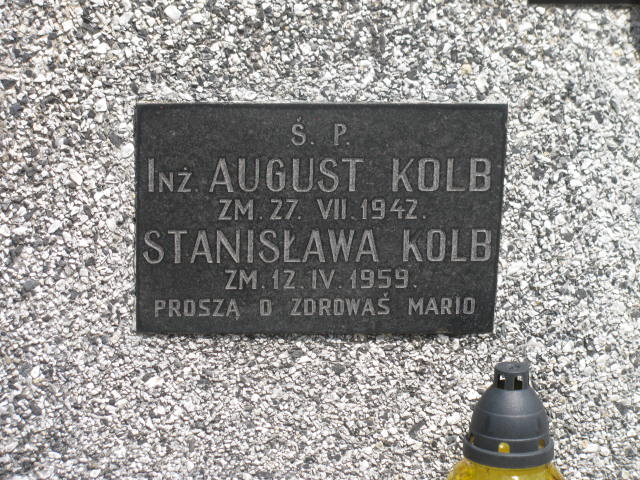 Ś. P.
INŻ. AUGUST KOLB
ZM. 27. VII. 1942.
STANISŁAWA KOLB
ZM. 12. IV. 1959.
PROSZĄ O ZDROWAŚ MARIO